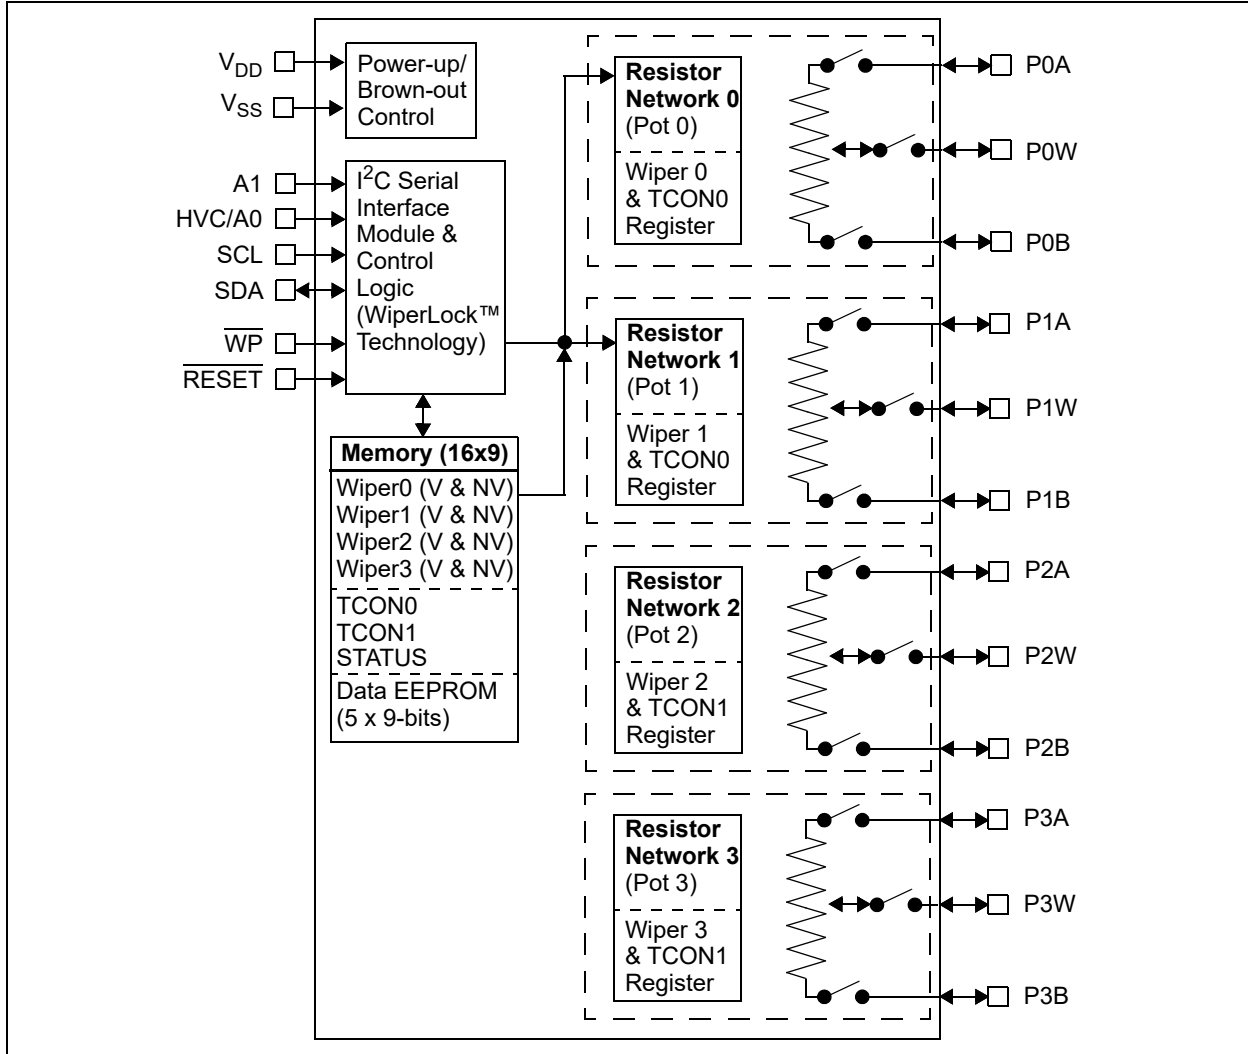 V_DD
V_SS
Power-up/
Brown-out
Control
A1
HVC/A0
SCL
SDA
WP
RESET
I²C Serial
Interface
Module &
Control
Logic
(WiperLock™
Technology)
Memory (16x9)
Wiper0 (V & NV)
Wiper1 (V & NV)
Wiper2 (V & NV)
Wiper3 (V & NV)
TCON0
TCON1
STATUS
Data EEPROM
(5 x 9-bits)
Resistor
Network 0
(Pot 0)
Wiper 0
& TCON0
Register
P0A
P0W
P0B
Resistor
Network 1
(Pot 1)
Wiper 1
& TCON0
Register
P1A
P1W
P1B
Resistor
Network 2
(Pot 2)
Wiper 2
& TCON1
Register
P2A
P2W
P2B
Resistor
Network 3
(Pot 3)
Wiper 3
& TCON1
Register
P3A
P3W
P3B